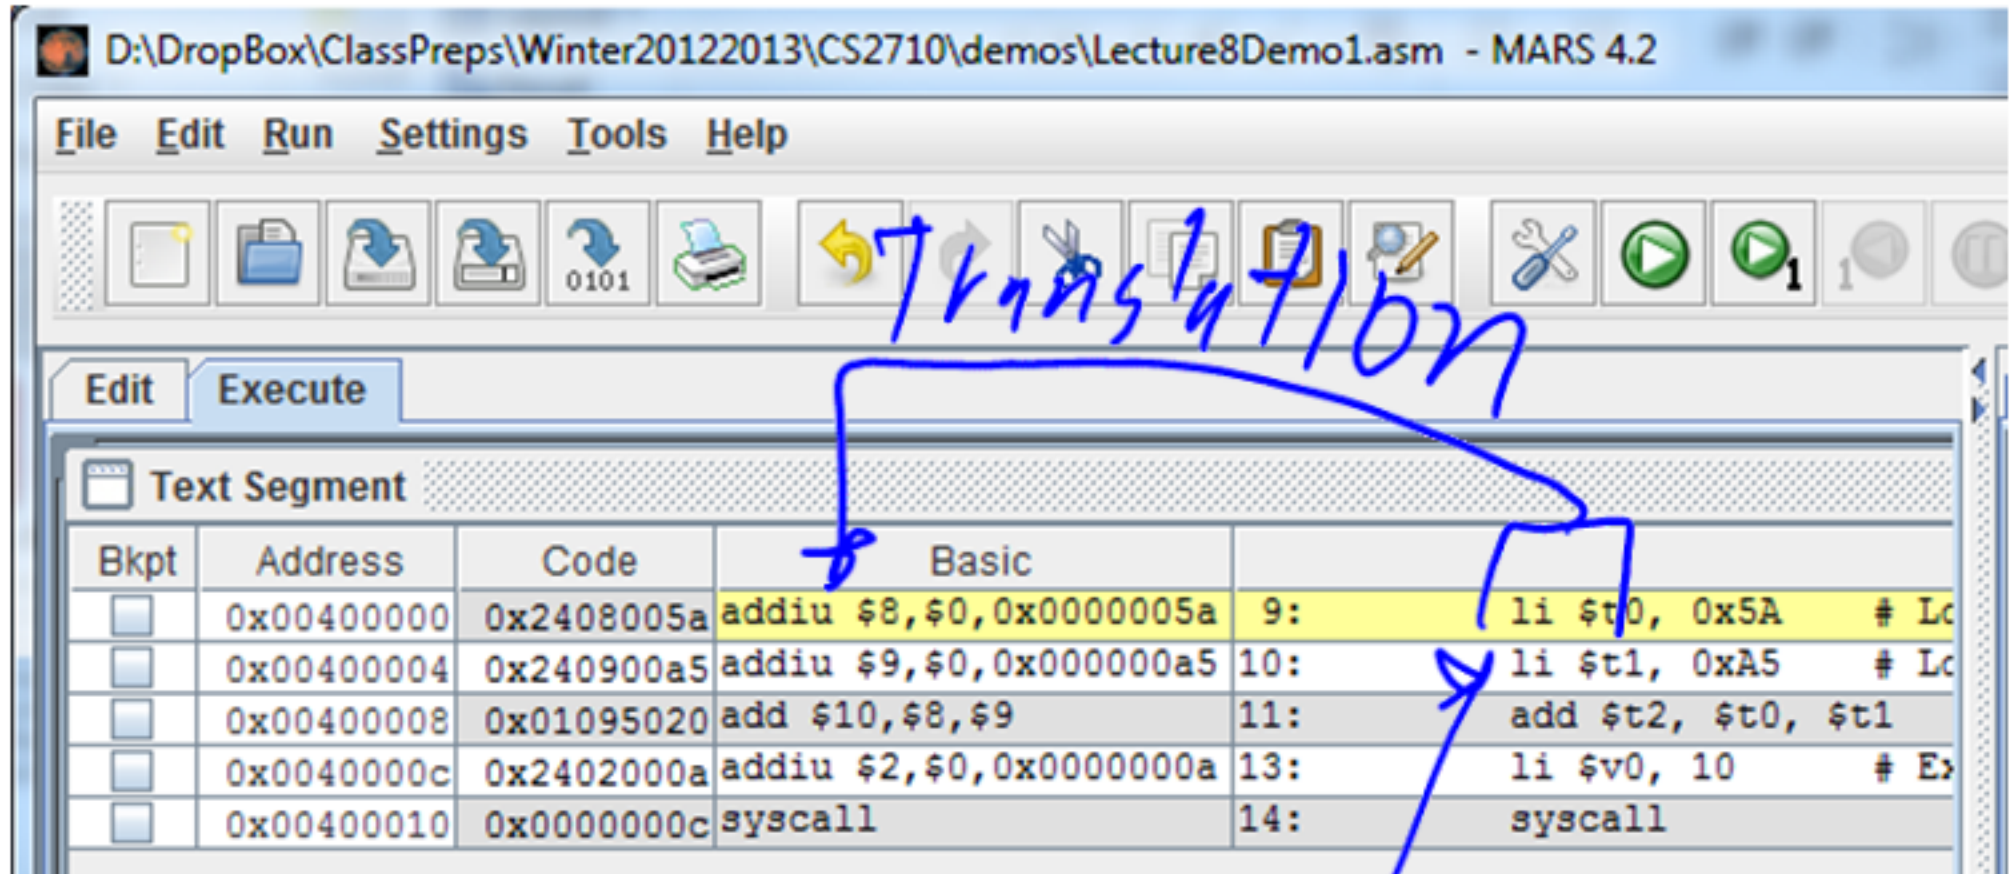 D:\DropBox\ClassPreps\Winter20122013\CS2710\demos\Lecture8Demo1.asm - MARS 4.2
File Edit Run Settings Tools Help
0101 1 1
Translation
Edit Execute
Text Segment
Bkpt Address Code Basic
0x00400000 0x2408005a addiu $8,$0,0x0000005a 9: li $t0, 0x5A # Lo
0x00400004 0x240900a5 addiu $9,$0,0x000000a5 10: li $t1, 0xA5 # Lo
0x00400008 0x01095020 add $10,$8,$9 11: add $t2, $t0, $t1
0x0040000c 0x2402000a addiu $2,$0,0x0000000a 13: li $v0, 10 # Ex
0x00400010 0x0000000c syscall 14: syscall